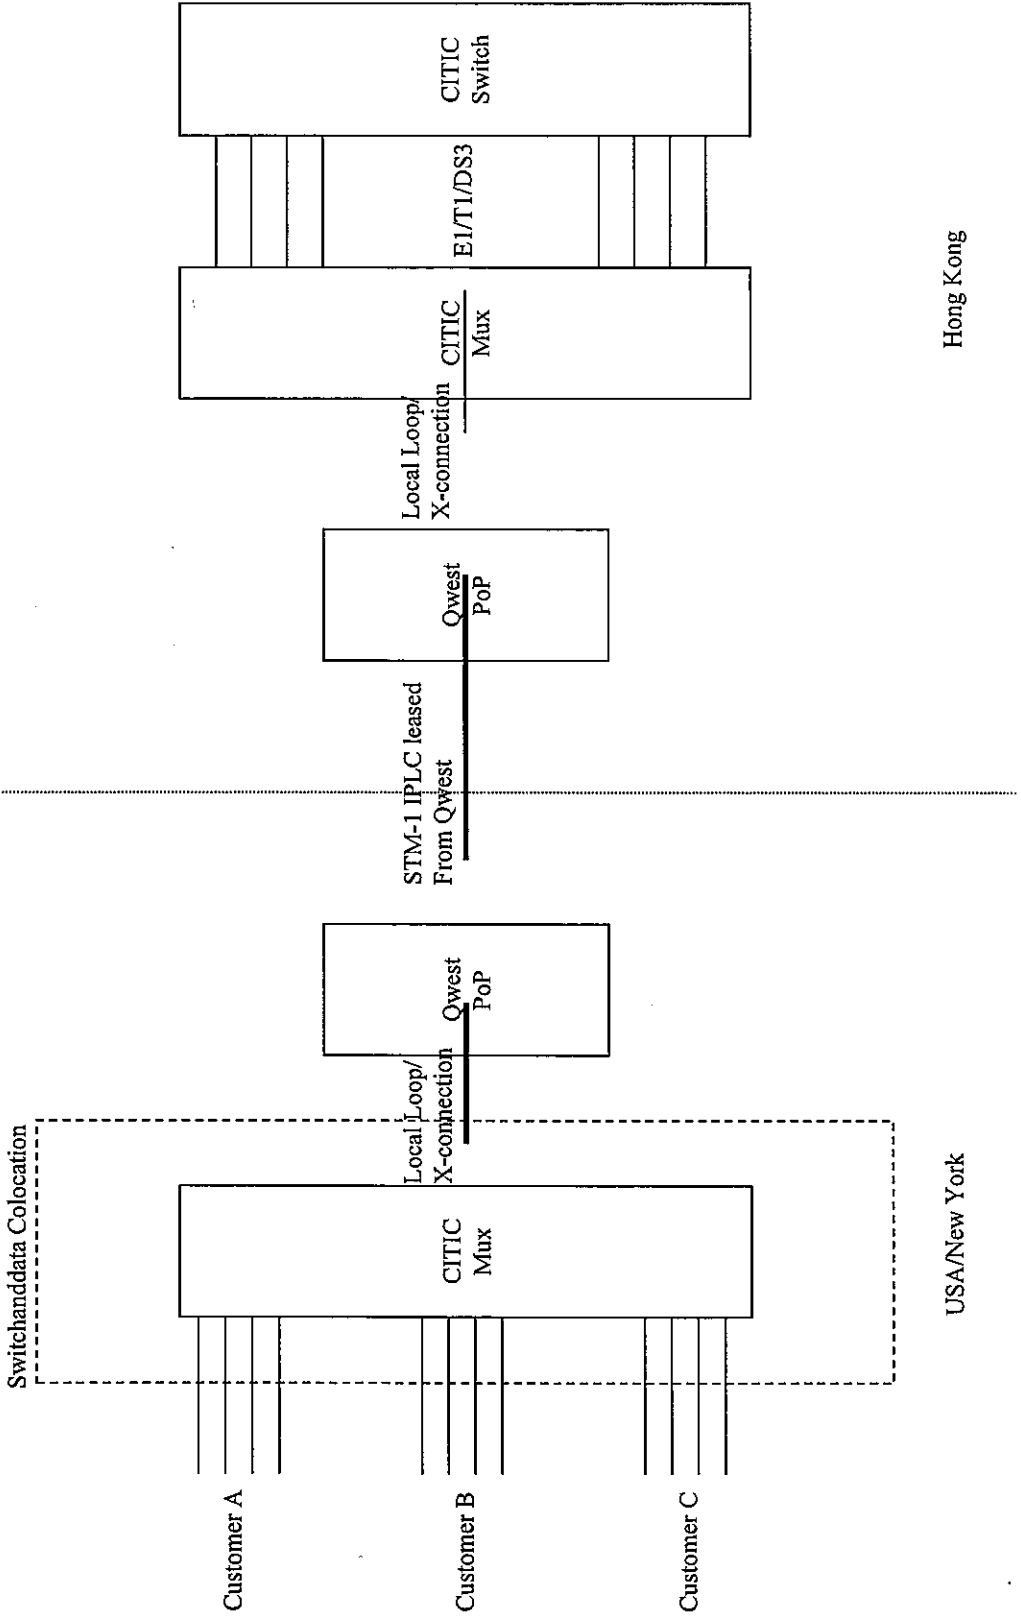 Switchanddata Colocation
Customer A
Customer B
Customer C
CITIC
Mux
Local Loop/
X-connection
Qwest
PoP
STM-1 IPLC leased
From Qwest
Qwest
PoP
Local Loop/
X-connection
CITIC
Mux
E1/T1/DS3
CITIC
Switch
USA/New York
Hong Kong